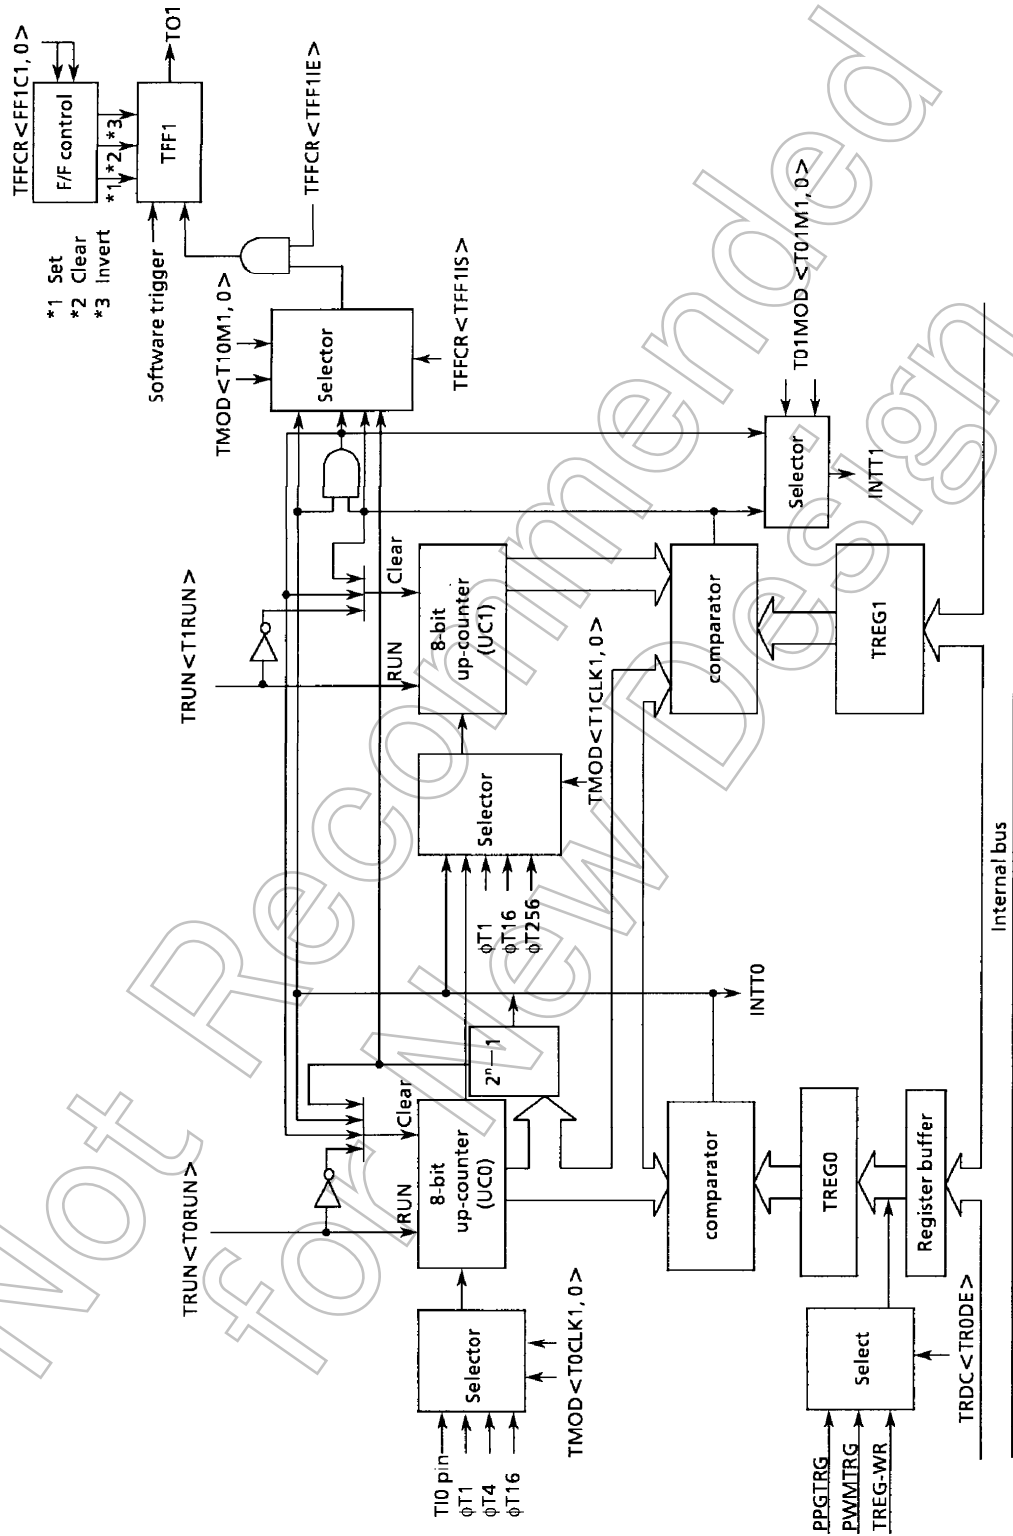 TRUN<T0RUN>
TRUN<T1RUN>
TMOD<T10M1, 0>
TFFCR<FF1C1, 0>
F/F control
*1
*2
*3
TFF1
TO1
*1 Set
*2 Clear
*3 Invert
Software trigger
TFFCR<TFF1IE>
Selector
TFFCR<TFF1IS>
RUN
Clear
RUN
Clear
TI0 pin
φT1
φT4
φT16
Selector
TMOD<T0CLK1, 0>
8-bit
up-counter
(UC0)
2ⁿ—1
φT1
φT16
φT256
Selector
TMOD<T1CLK1, 0>
8-bit
up-counter
(UC1)
comparator
INTT0
comparator
Selector
T01MOD<T01M1, 0>
INTT1
PPGTRG
PWMTRG
TREG-WR
Select
TRDC<TR0DE>
TREG0
Register buffer
TREG1
Internal bus
Not Recommended
for New Design